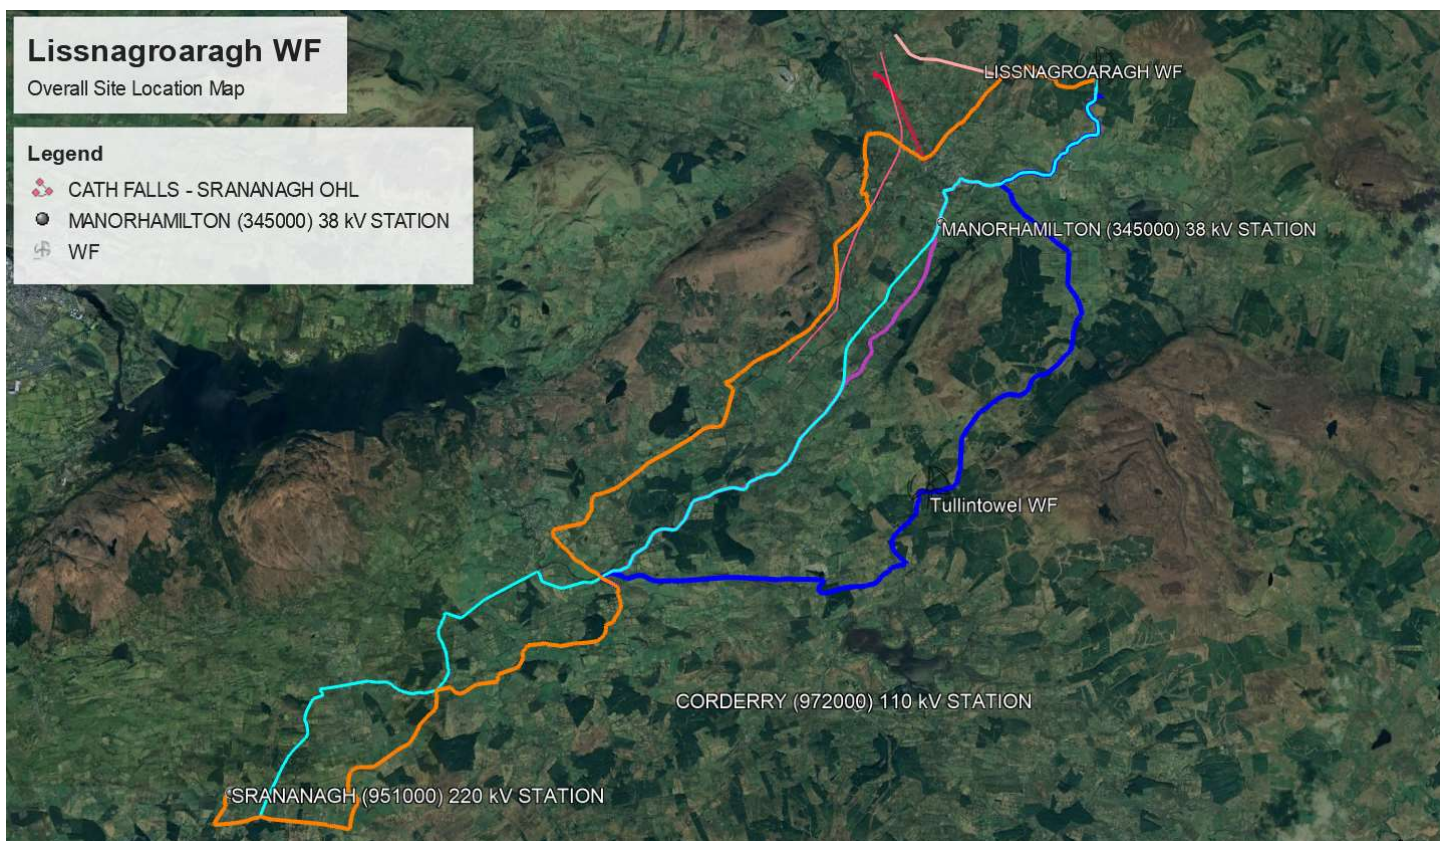 Lissnagroaragh WF
Overall Site Location Map
Legend
CATH FALLS - SRANANAGH OHL
MANORHAMILTON (345000) 38 kV STATION
WF
LISSNAGROARAGH WF
MANORHAMILTON (345000) 38 kV STATION
Tullintowel WF
CORDERRY (972000) 110 kV STATION
SRANANAGH (951000) 220 kV STATION